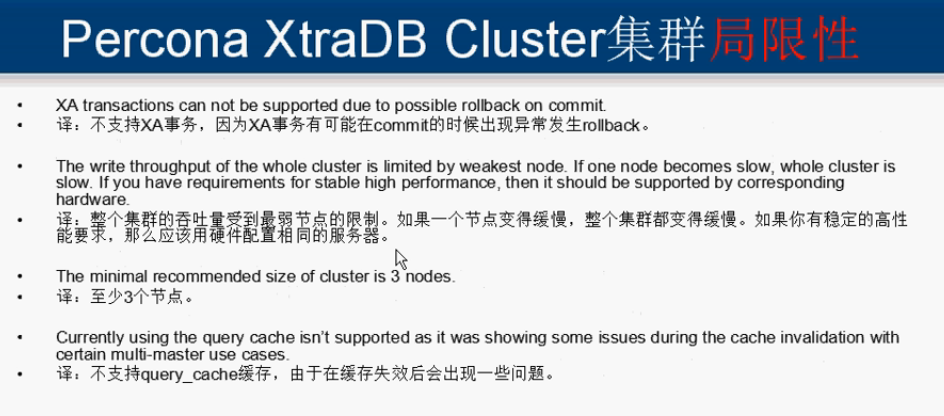 Percona XtraDB Cluster集群局限性
• XA transactions can not be supported due to possible rollback on commit.
• 译：不支持XA事务，因为XA事务有可能在commit的时候出现异常发生rollback。
• The write throughput of the whole cluster is limited by weakest node. If one node becomes slow, whole cluster is
slow. If you have requirements for stable high performance, then it should be supported by corresponding
hardware.
• 译：整个集群的吞吐量受到最弱节点的限制。如果一个节点变得缓慢，整个集群都变得缓慢。如果你有稳定的高性
能要求，那么应该用硬件配置相同的服务器。
• The minimal recommended size of cluster is 3 nodes.
• 译：至少3个节点。
• Currently using the query cache isn't supported as it was showing some issues during the cache invalidation with
certain multi-master use cases.
• 译：不支持query_cache缓存，由于在缓存失效后会出现一些问题。